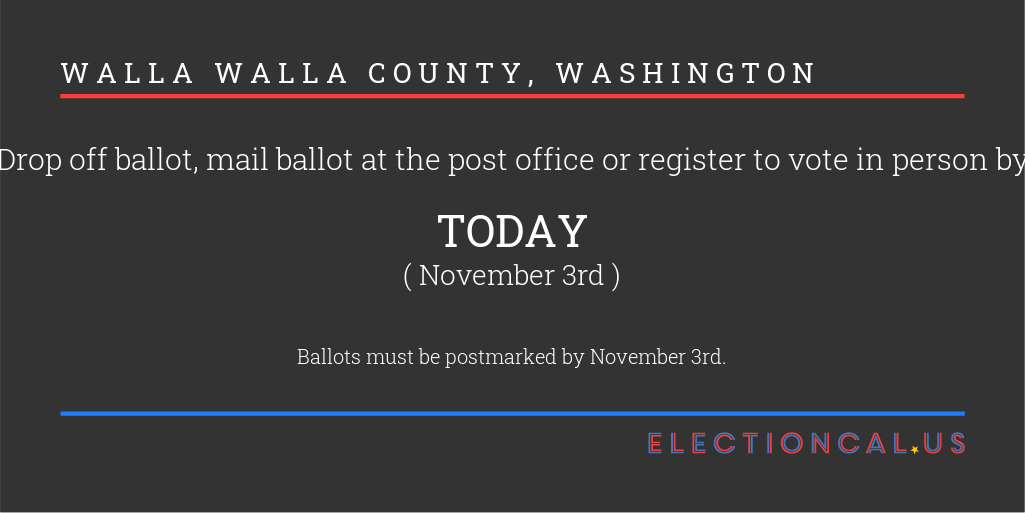 WALLA WALLA COUNTY, WASHINGTON
Drop off ballot, mail ballot at the post office or register to vote in person by
TODAY
( November 3rd )
Ballots must be postmarked by November 3rd.
ELECTIONCAL.US